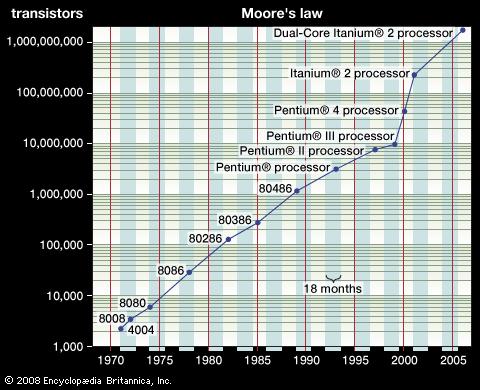 transistors Moore's law
Dual-Core Itanium® 2 processor
1,000,000,000
Itanium® 2 processor
100,000,000
Pentium® 4 processor
10,000,000
Pentium® III processor
Pentium® II processor
Pentium® processor
1,000,000
80486
80386
100,000
80286
8086
18 months
10,000
8080
8008
4004
1,000
1970 1975 1980 1985 1990 1995 2000 2005
© 2008 Encyclopædia Britannica, Inc.